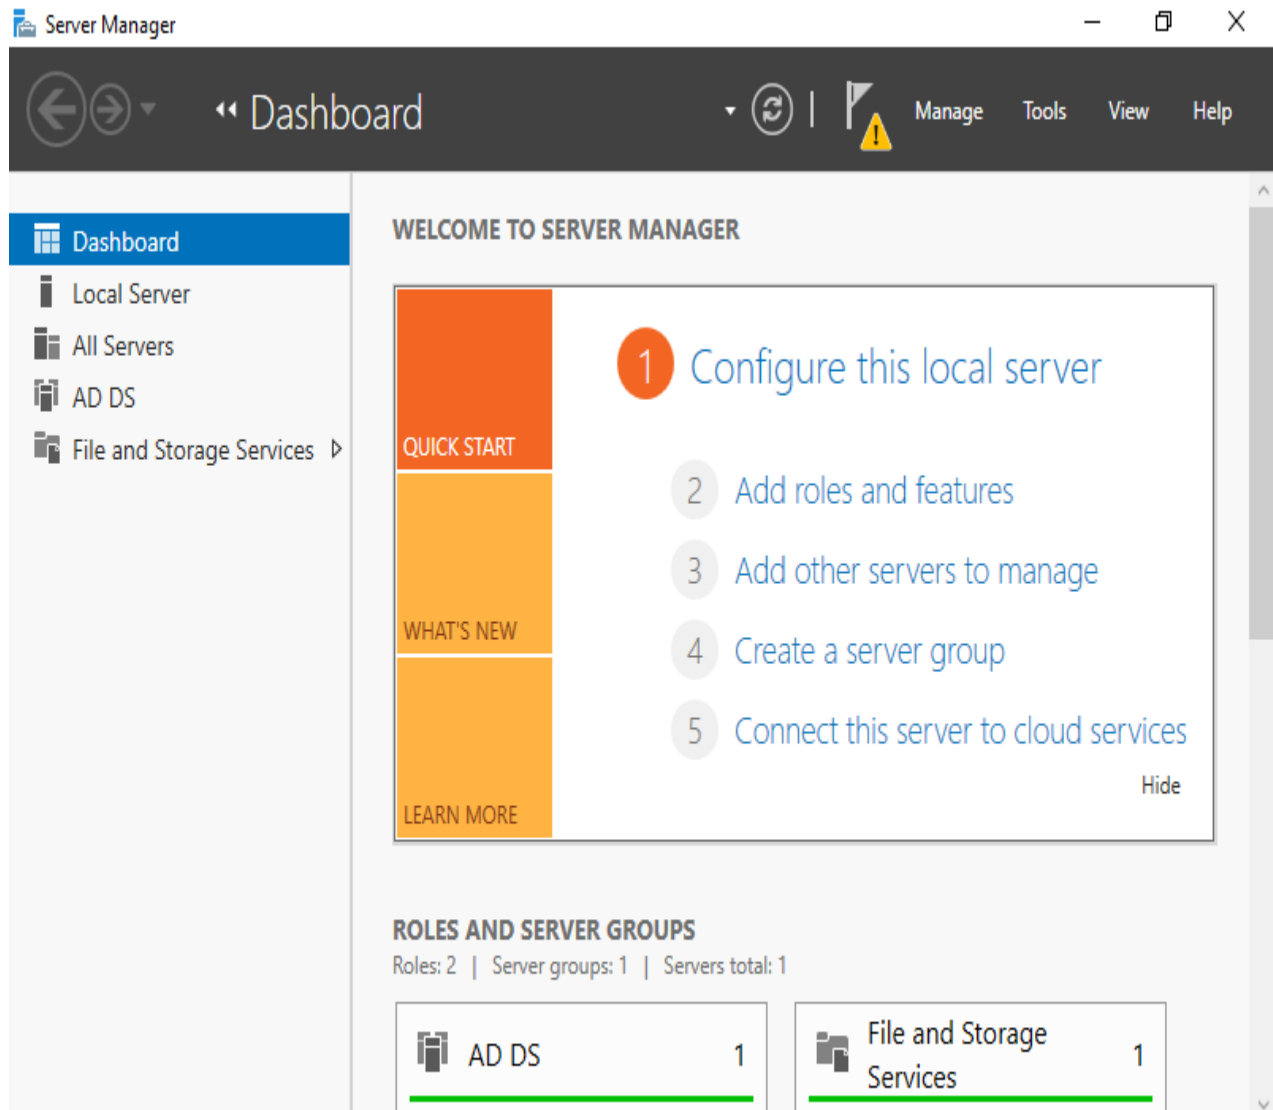 Server Manager
Dashboard
Manage Tools View Help
Dashboard
Local Server
All Servers
AD DS
File and Storage Services
WELCOME TO SERVER MANAGER
QUICK START
WHAT'S NEW
LEARN MORE
1 Configure this local server
2 Add roles and features
3 Add other servers to manage
4 Create a server group
5 Connect this server to cloud services
Hide
ROLES AND SERVER GROUPS
Roles: 2 | Server groups: 1 | Servers total: 1
AD DS 1
File and Storage
Services 1